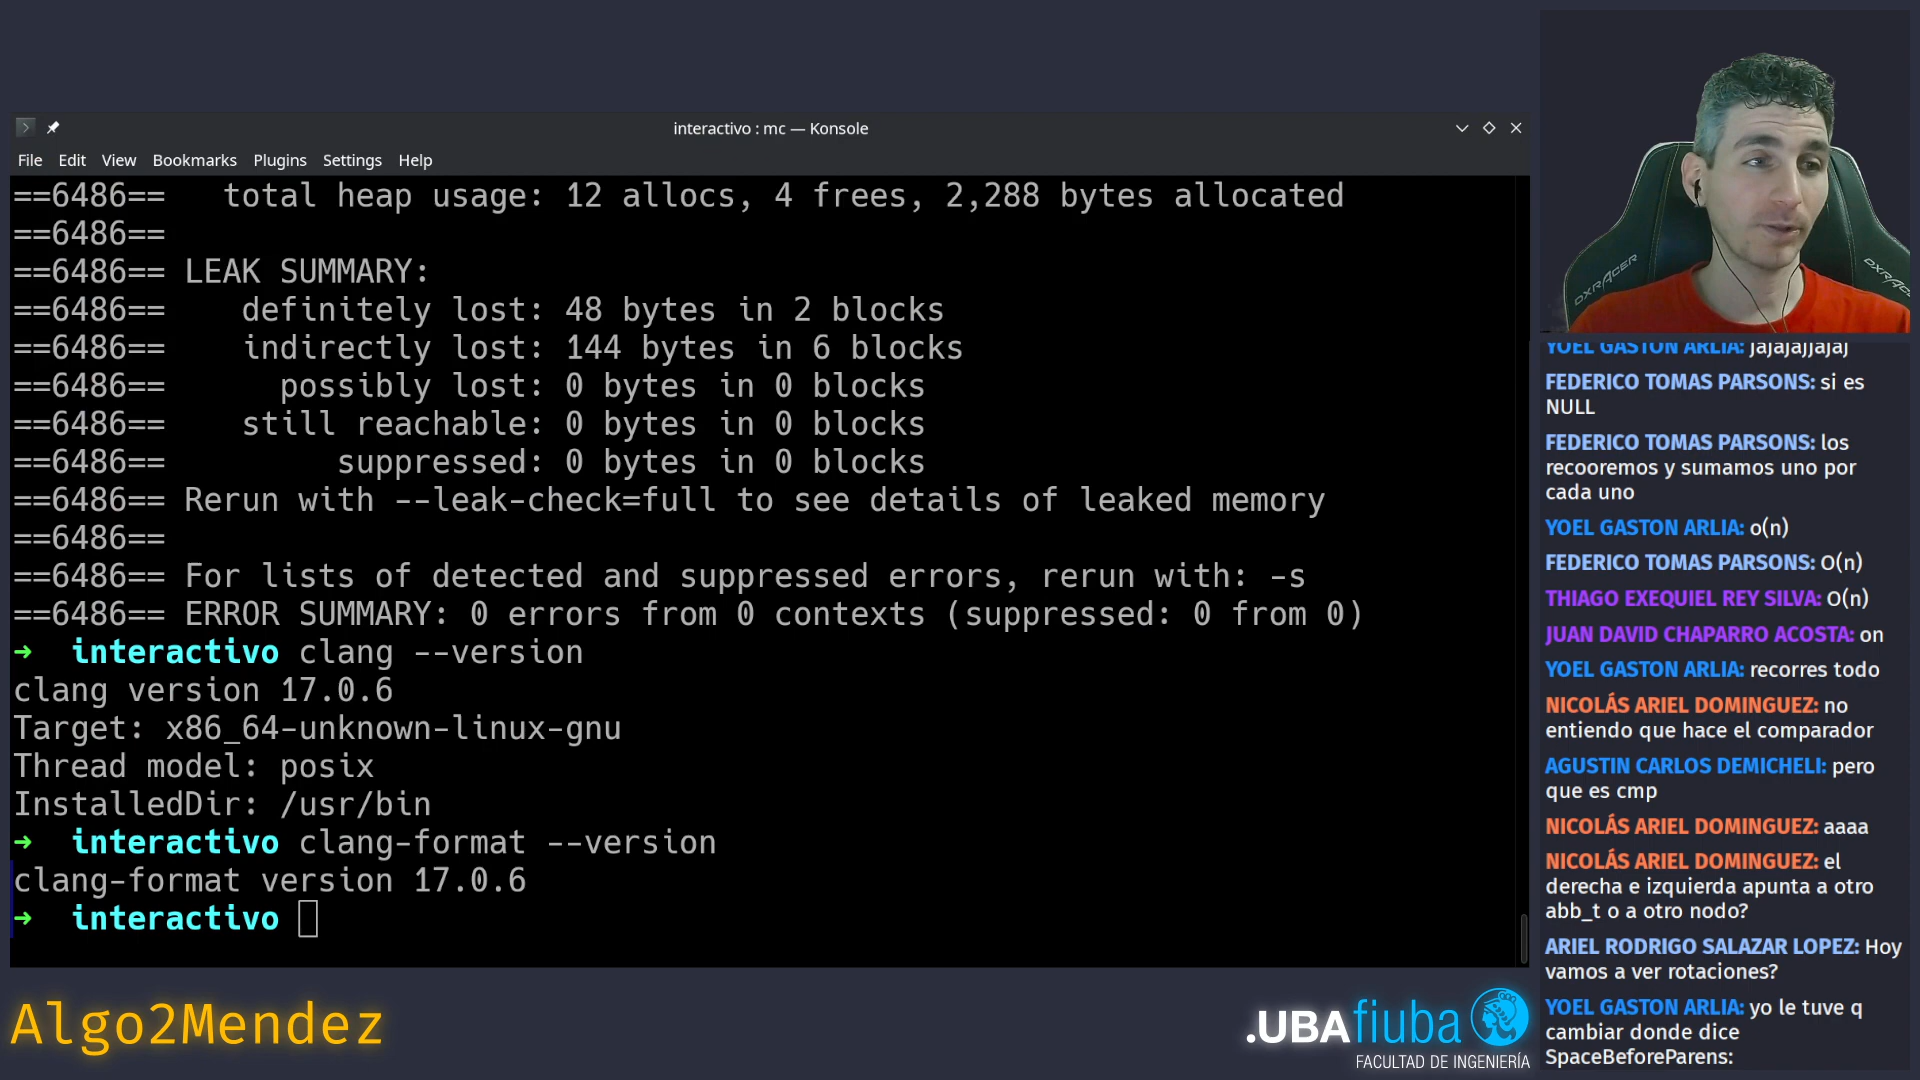 interactivo : mc — Konsole
File Edit View Bookmarks Plugins Settings Help
==6486==   total heap usage: 12 allocs, 4 frees, 2,288 bytes allocated
==6486==
==6486== LEAK SUMMARY:
==6486==    definitely lost: 48 bytes in 2 blocks
==6486==    indirectly lost: 144 bytes in 6 blocks
==6486==      possibly lost: 0 bytes in 0 blocks
==6486==    still reachable: 0 bytes in 0 blocks
==6486==         suppressed: 0 bytes in 0 blocks
==6486== Rerun with --leak-check=full to see details of leaked memory
==6486==
==6486== For lists of detected and suppressed errors, rerun with: -s
==6486== ERROR SUMMARY: 0 errors from 0 contexts (suppressed: 0 from 0)
➜  interactivo clang --version
clang version 17.0.6
Target: x86_64-unknown-linux-gnu
Thread model: posix
InstalledDir: /usr/bin
➜  interactivo clang-format --version
clang-format version 17.0.6
➜  interactivo
DXRACER
DXRACER
YOEL GASTON ARLIA: jajajajjajaj
FEDERICO TOMAS PARSONS: si es
NULL
FEDERICO TOMAS PARSONS: los
recooremos y sumamos uno por
cada uno
YOEL GASTON ARLIA: o(n)
FEDERICO TOMAS PARSONS: O(n)
THIAGO EXEQUIEL REY SILVA: O(n)
JUAN DAVID CHAPARRO ACOSTA: on
YOEL GASTON ARLIA: recorres todo
NICOLÁS ARIEL DOMINGUEZ: no
entiendo que hace el comparador
AGUSTIN CARLOS DEMICHELI: pero
que es cmp
NICOLÁS ARIEL DOMINGUEZ: aaaa
NICOLÁS ARIEL DOMINGUEZ: el
derecha e izquierda apunta a otro
abb_t o a otro nodo?
ARIEL RODRIGO SALAZAR LOPEZ: Hoy
vamos a ver rotaciones?
YOEL GASTON ARLIA: yo le tuve q
cambiar donde dice
SpaceBeforeParens:
Algo2Mendez
.UBAfiuba
FACULTAD DE INGENIERÍA